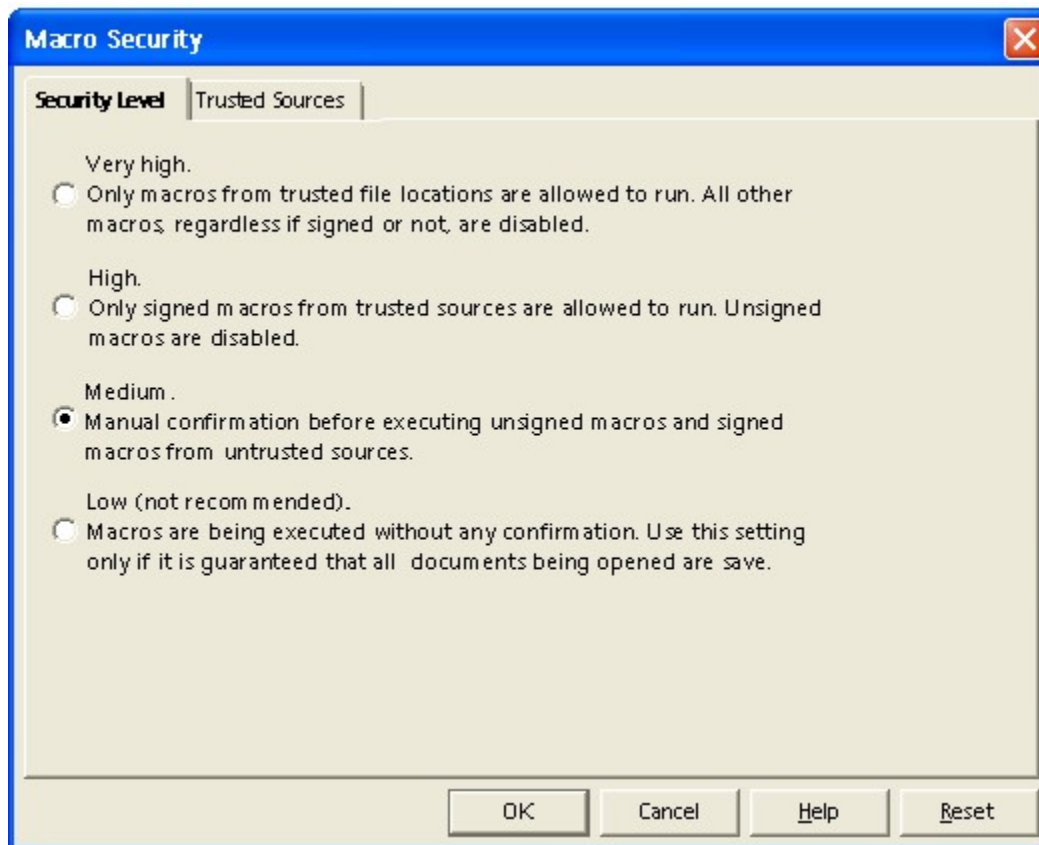 Macro Security
Security Level
Trusted Sources
Very high.
Only macros from trusted file locations are allowed to run. All other
macros, regardless if signed or not, are disabled.
High.
Only signed macros from trusted sources are allowed to run. Unsigned
macros are disabled.
Medium.
Manual confirmation before executing unsigned macros and signed
macros from untrusted sources.
Low (not recommended).
Macros are being executed without any confirmation. Use this setting
only if it is guaranteed that all documents being opened are save.
OK
Cancel
Help
Reset